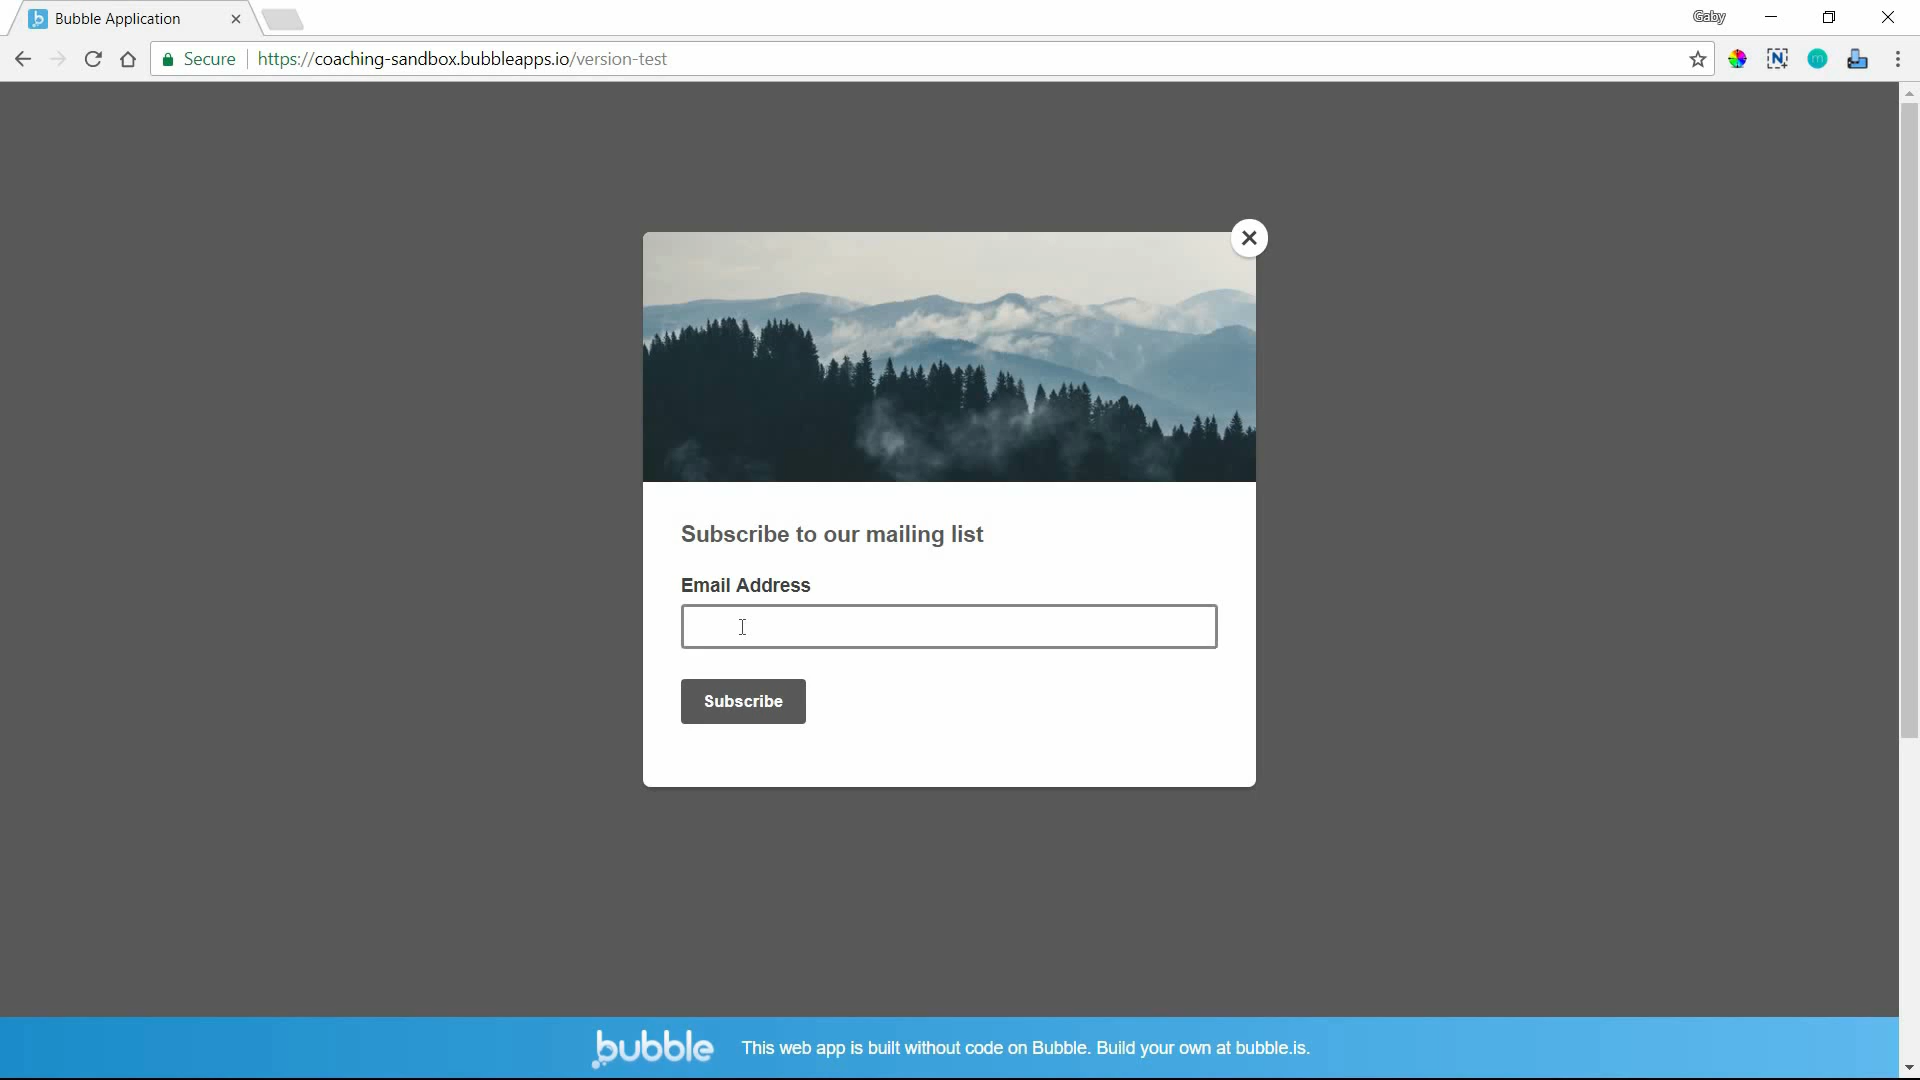 Bubble Application
Gaby
Secure
https://coaching-sandbox.bubbleapps.io/version-test
Subscribe to our mailing list
Email Address
Subscribe
bubble
This web app is built without code on Bubble. Build your own at bubble.is.